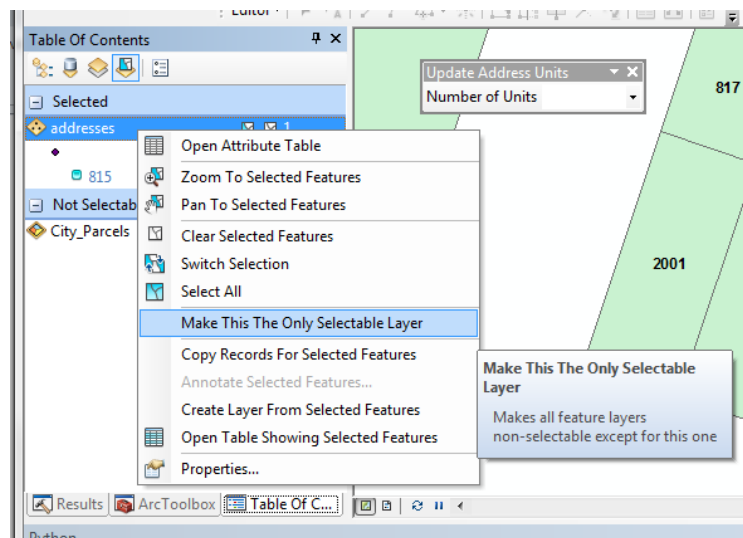 Editor
Table Of Contents
Selected
addresses 1
815
Not Selectab
City_Parcels
Open Attribute Table
Zoom To Selected Features
Pan To Selected Features
Clear Selected Features
Switch Selection
Select All
Make This The Only Selectable Layer
Copy Records For Selected Features
Annotate Selected Features...
Create Layer From Selected Features
Open Table Showing Selected Features
Properties...
Update Address Units
Number of Units
817
2001
Make This The Only Selectable
Layer
Makes all feature layers
non-selectable except for this one
Results ArcToolbox Table Of C...
Python